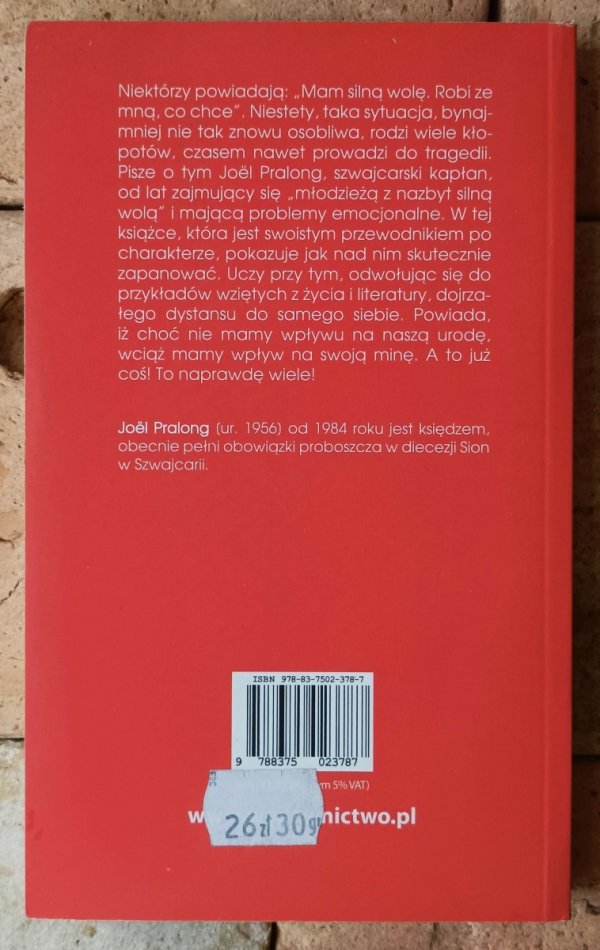 Niektórzy powiadają: „Mam silną wolę. Robi ze
mną, co chce”. Niestety, taka sytuacja, bynaj-
mniej nie tak znowu osobliwa, rodzi wiele kło-
potów, czasem nawet prowadzi do tragedii.
Pisze o tym Joël Pralong, szwajcarski kapłan,
od lat zajmujący się „młodzieżą z nazbyt silną
wolą” i mającą problemy emocjonalne. W tej
książce, która jest swoistym przewodnikiem po
charakterze, pokazuje jak nad nim skutecznie
zapanować. Uczy przy tym, odwołując się do
przykładów wziętych z życia i literatury, dojrza-
łego dystansu do samego siebie. Powiada,
iż choć nie mamy wpływu na naszą urodę,
wciąż mamy wpływ na swoją minę. A to już
coś! To naprawdę wiele!
Joël Pralong (ur. 1956) od 1984 roku jest księdzem,
obecnie pełni obowiązki proboszcza w diecezji Sion
w Szwajcarii.
ISBN 978-83-7502-378-7
9 788375 023787
5% VAT)
26 zł 30 gr